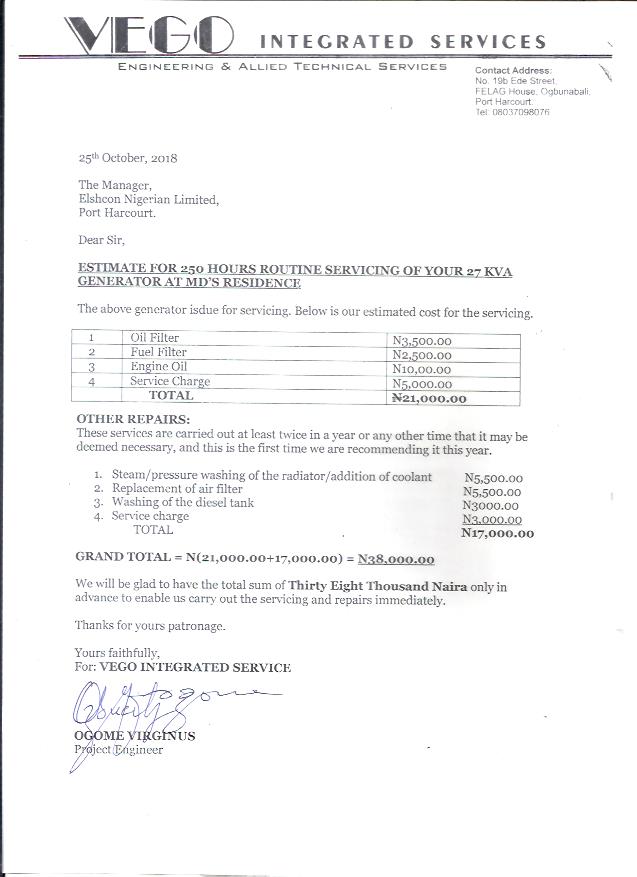 VEGO INTEGRATED SERVICES
ENGINEERING & ALLIED TECHNICAL SERVICES
Contact Address:
No. 19b Ede Street,
FELAG House, Ogbunabali,
Port Harcourt.
Tel: 08037098076
25th October, 2018
The Manager,
Elshcon Nigerian Limited,
Port Harcourt.
Dear Sir,
ESTIMATE FOR 250 HOURS ROUTINE SERVICING OF YOUR 27 KVA
GENERATOR AT MD'S RESIDENCE
The above generator isdue for servicing. Below is our estimated cost for the servicing.
1 Oil Filter N3,500.00
2 Fuel Filter N2,500.00
3 Engine Oil N10,00.00
4 Service Charge N5,000.00
TOTAL ₦21,000.00
OTHER REPAIRS:
These services are carried out at least twice in a year or any other time that it may be
deemed necessary, and this is the first time we are recommending it this year.
1. Steam/pressure washing of the radiator/addition of coolant N5,500.00
2. Replacement of air filter N5,500.00
3. Washing of the diesel tank N3000.00
4. Service charge N3,000.00
TOTAL N17,000.00
GRAND TOTAL = N(21,000.00+17,000.00) = N38,000.00
We will be glad to have the total sum of Thirty Eight Thousand Naira only in
advance to enable us carry out the servicing and repairs immediately.
Thanks for yours patronage.
Yours faithfully,
For: VEGO INTEGRATED SERVICE
OGOME VIRGINUS
Project Engineer